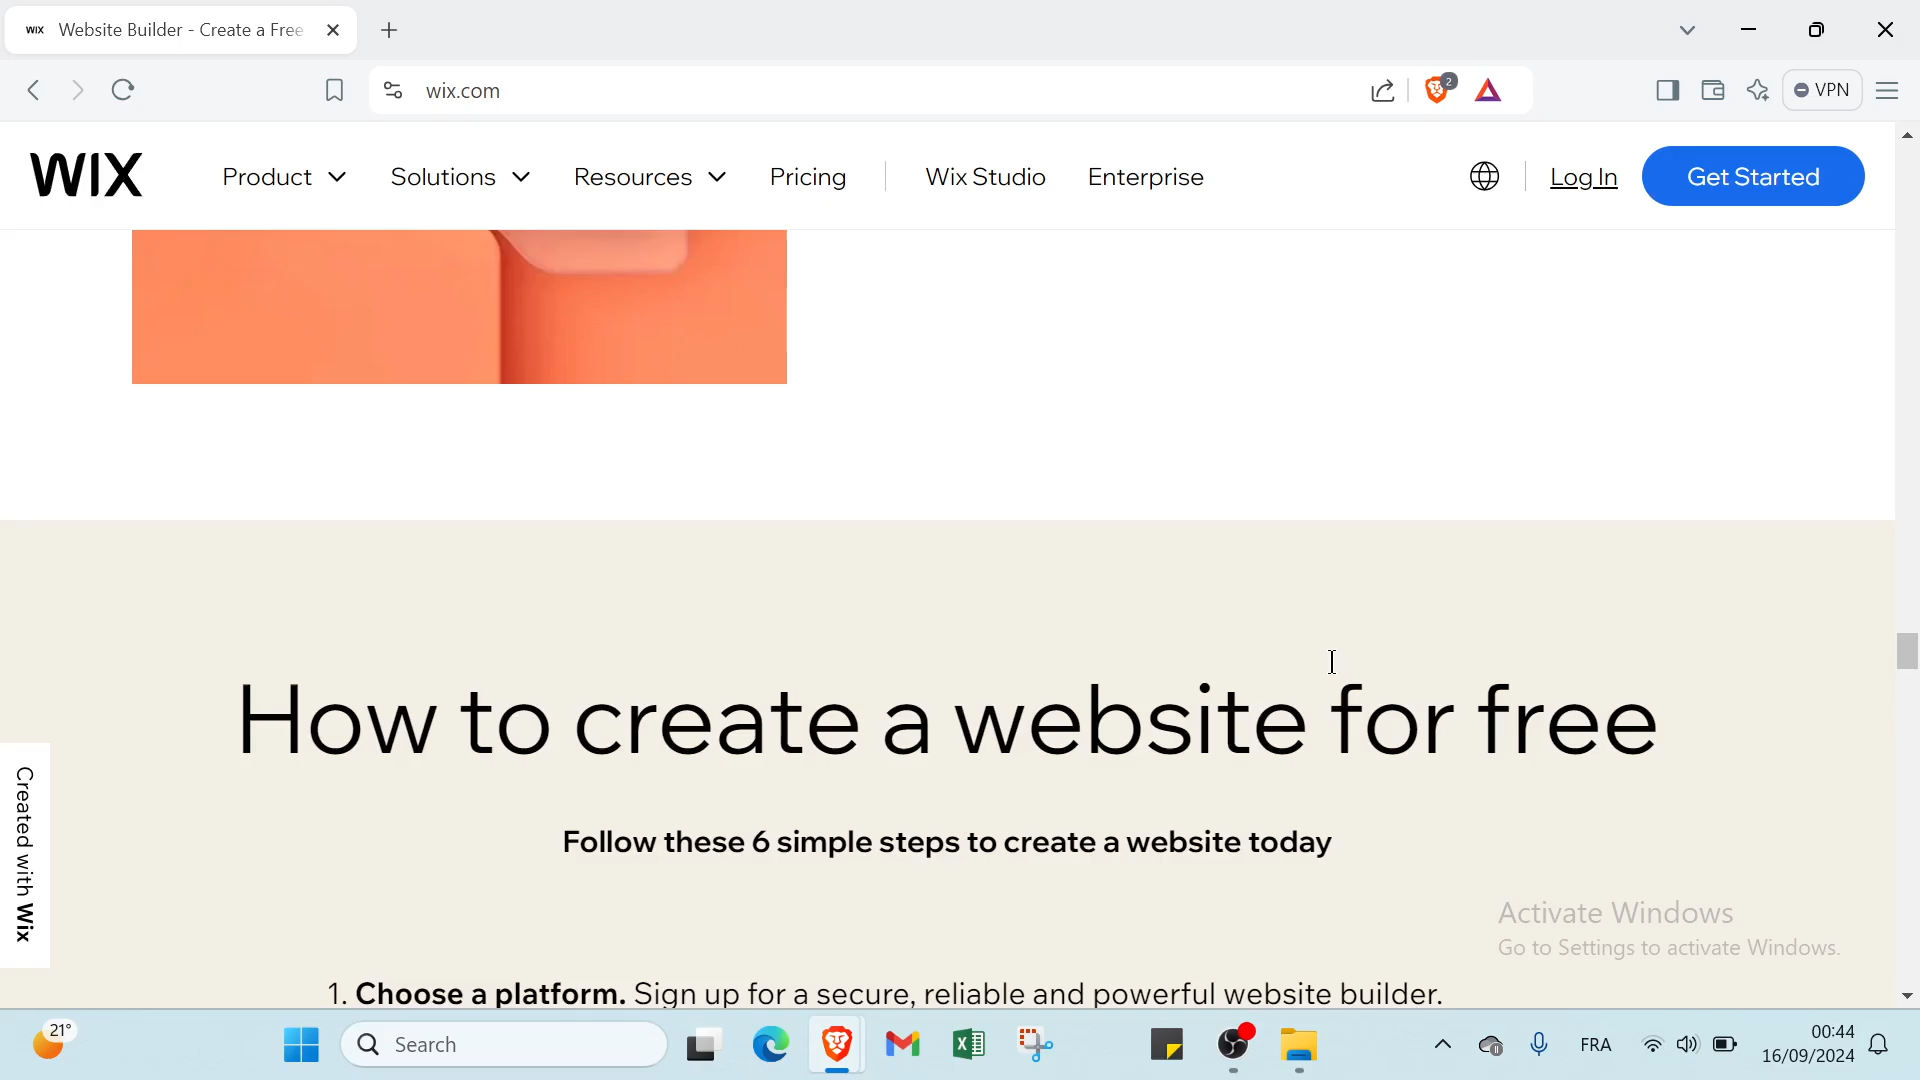 WIX Website Builder - Create a Free
wix.com
2
VPN
WIX Product Solutions Resources Pricing Wix Studio Enterprise Log In Get Started
How to create a website for free
Follow these 6 simple steps to create a website today
Created with Wix
Activate Windows
Go to Settings to activate Windows.
1. Choose a platform. Sign up for a secure, reliable and powerful website builder.
21°
Search
FRA
00:44
16/09/2024